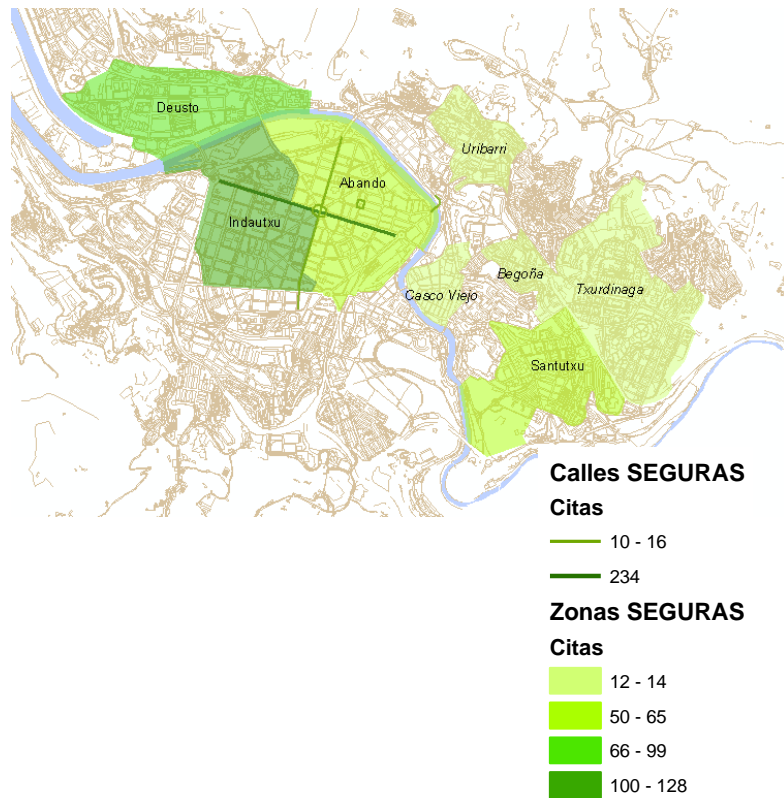 Deusto
Uribarri
Abando
Indautxu
Begoña
Casco Viejo
Txurdinaga
Santutxu
Calles SEGURAS
Citas
10 - 16
234
Zonas SEGURAS
Citas
12 - 14
50 - 65
66 - 99
100 - 128